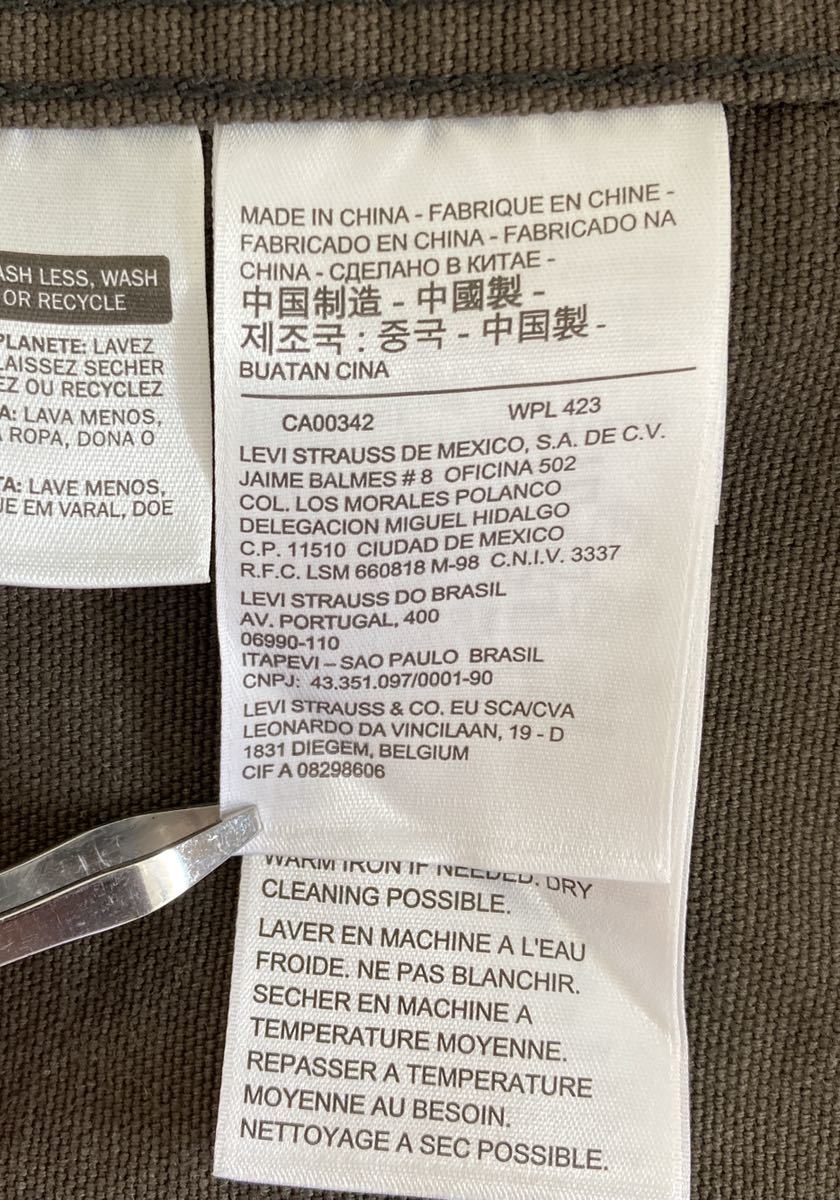 ASH LESS, WASH
OR RECYCLE
PLANETE: LAVEZ
LAISSEZ SECHER
EZ OU RECYCLEZ
A: LAVA MENOS,
A ROPA, DONA O
TA: LAVE MENOS,
UE EM VARAL, DOE
MADE IN CHINA - FABRIQUE EN CHINE -
FABRICADO EN CHINA - FABRICADO NA
CHINA - СДЕЛАНО В КИТАЕ -
中国制造 - 中國製 -
제조국 : 중국 - 中国製 -
BUATAN CINA
CA00342 WPL 423
LEVI STRAUSS DE MEXICO, S.A. DE C.V.
JAIME BALMES # 8 OFICINA 502
COL. LOS MORALES POLANCO
DELEGACION MIGUEL HIDALGO
C.P. 11510 CIUDAD DE MEXICO
R.F.C. LSM 660818 M-98 C.N.I.V. 3337
LEVI STRAUSS DO BRASIL
AV. PORTUGAL, 400
06990-110
ITAPEVI – SAO PAULO BRASIL
CNPJ: 43.351.097/0001-90
LEVI STRAUSS & CO. EU SCA/CVA
LEONARDO DA VINCILAAN, 19 - D
1831 DIEGEM, BELGIUM
CIF A 08298606
WARM IRON IF NEEDED. DRY
CLEANING POSSIBLE.
LAVER EN MACHINE A L'EAU
FROIDE. NE PAS BLANCHIR.
SECHER EN MACHINE A
TEMPERATURE MOYENNE.
REPASSER A TEMPERATURE
MOYENNE AU BESOIN.
NETTOYAGE A SEC POSSIBLE.